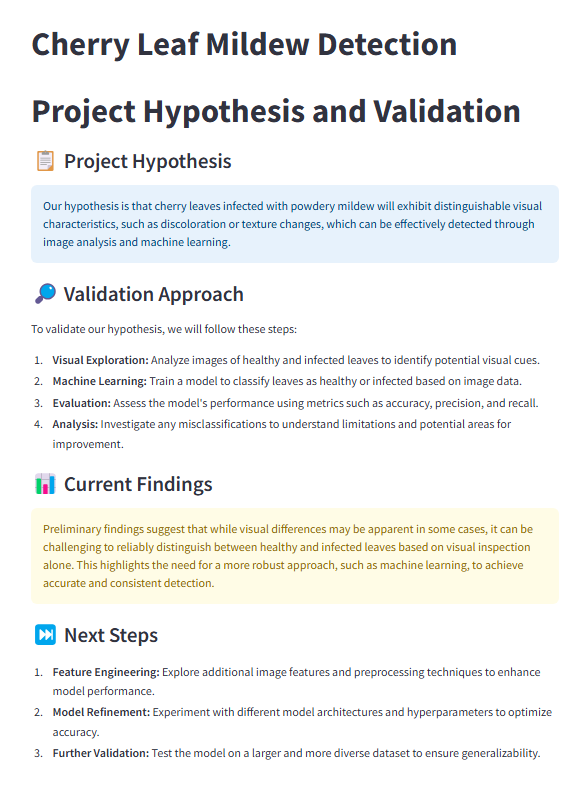 Cherry Leaf Mildew Detection
Project Hypothesis and Validation
Project Hypothesis
Our hypothesis is that cherry leaves infected with powdery mildew will exhibit distinguishable visual
characteristics, such as discoloration or texture changes, which can be effectively detected through
image analysis and machine learning.
Validation Approach
To validate our hypothesis, we will follow these steps:
1. Visual Exploration: Analyze images of healthy and infected leaves to identify potential visual cues.
2. Machine Learning: Train a model to classify leaves as healthy or infected based on image data.
3. Evaluation: Assess the model's performance using metrics such as accuracy, precision, and recall.
4. Analysis: Investigate any misclassifications to understand limitations and potential areas for
improvement.
Current Findings
Preliminary findings suggest that while visual differences may be apparent in some cases, it can be
challenging to reliably distinguish between healthy and infected leaves based on visual inspection
alone. This highlights the need for a more robust approach, such as machine learning, to achieve
accurate and consistent detection.
Next Steps
1. Feature Engineering: Explore additional image features and preprocessing techniques to enhance
model performance.
2. Model Refinement: Experiment with different model architectures and hyperparameters to optimize
accuracy.
3. Further Validation: Test the model on a larger and more diverse dataset to ensure generalizability.